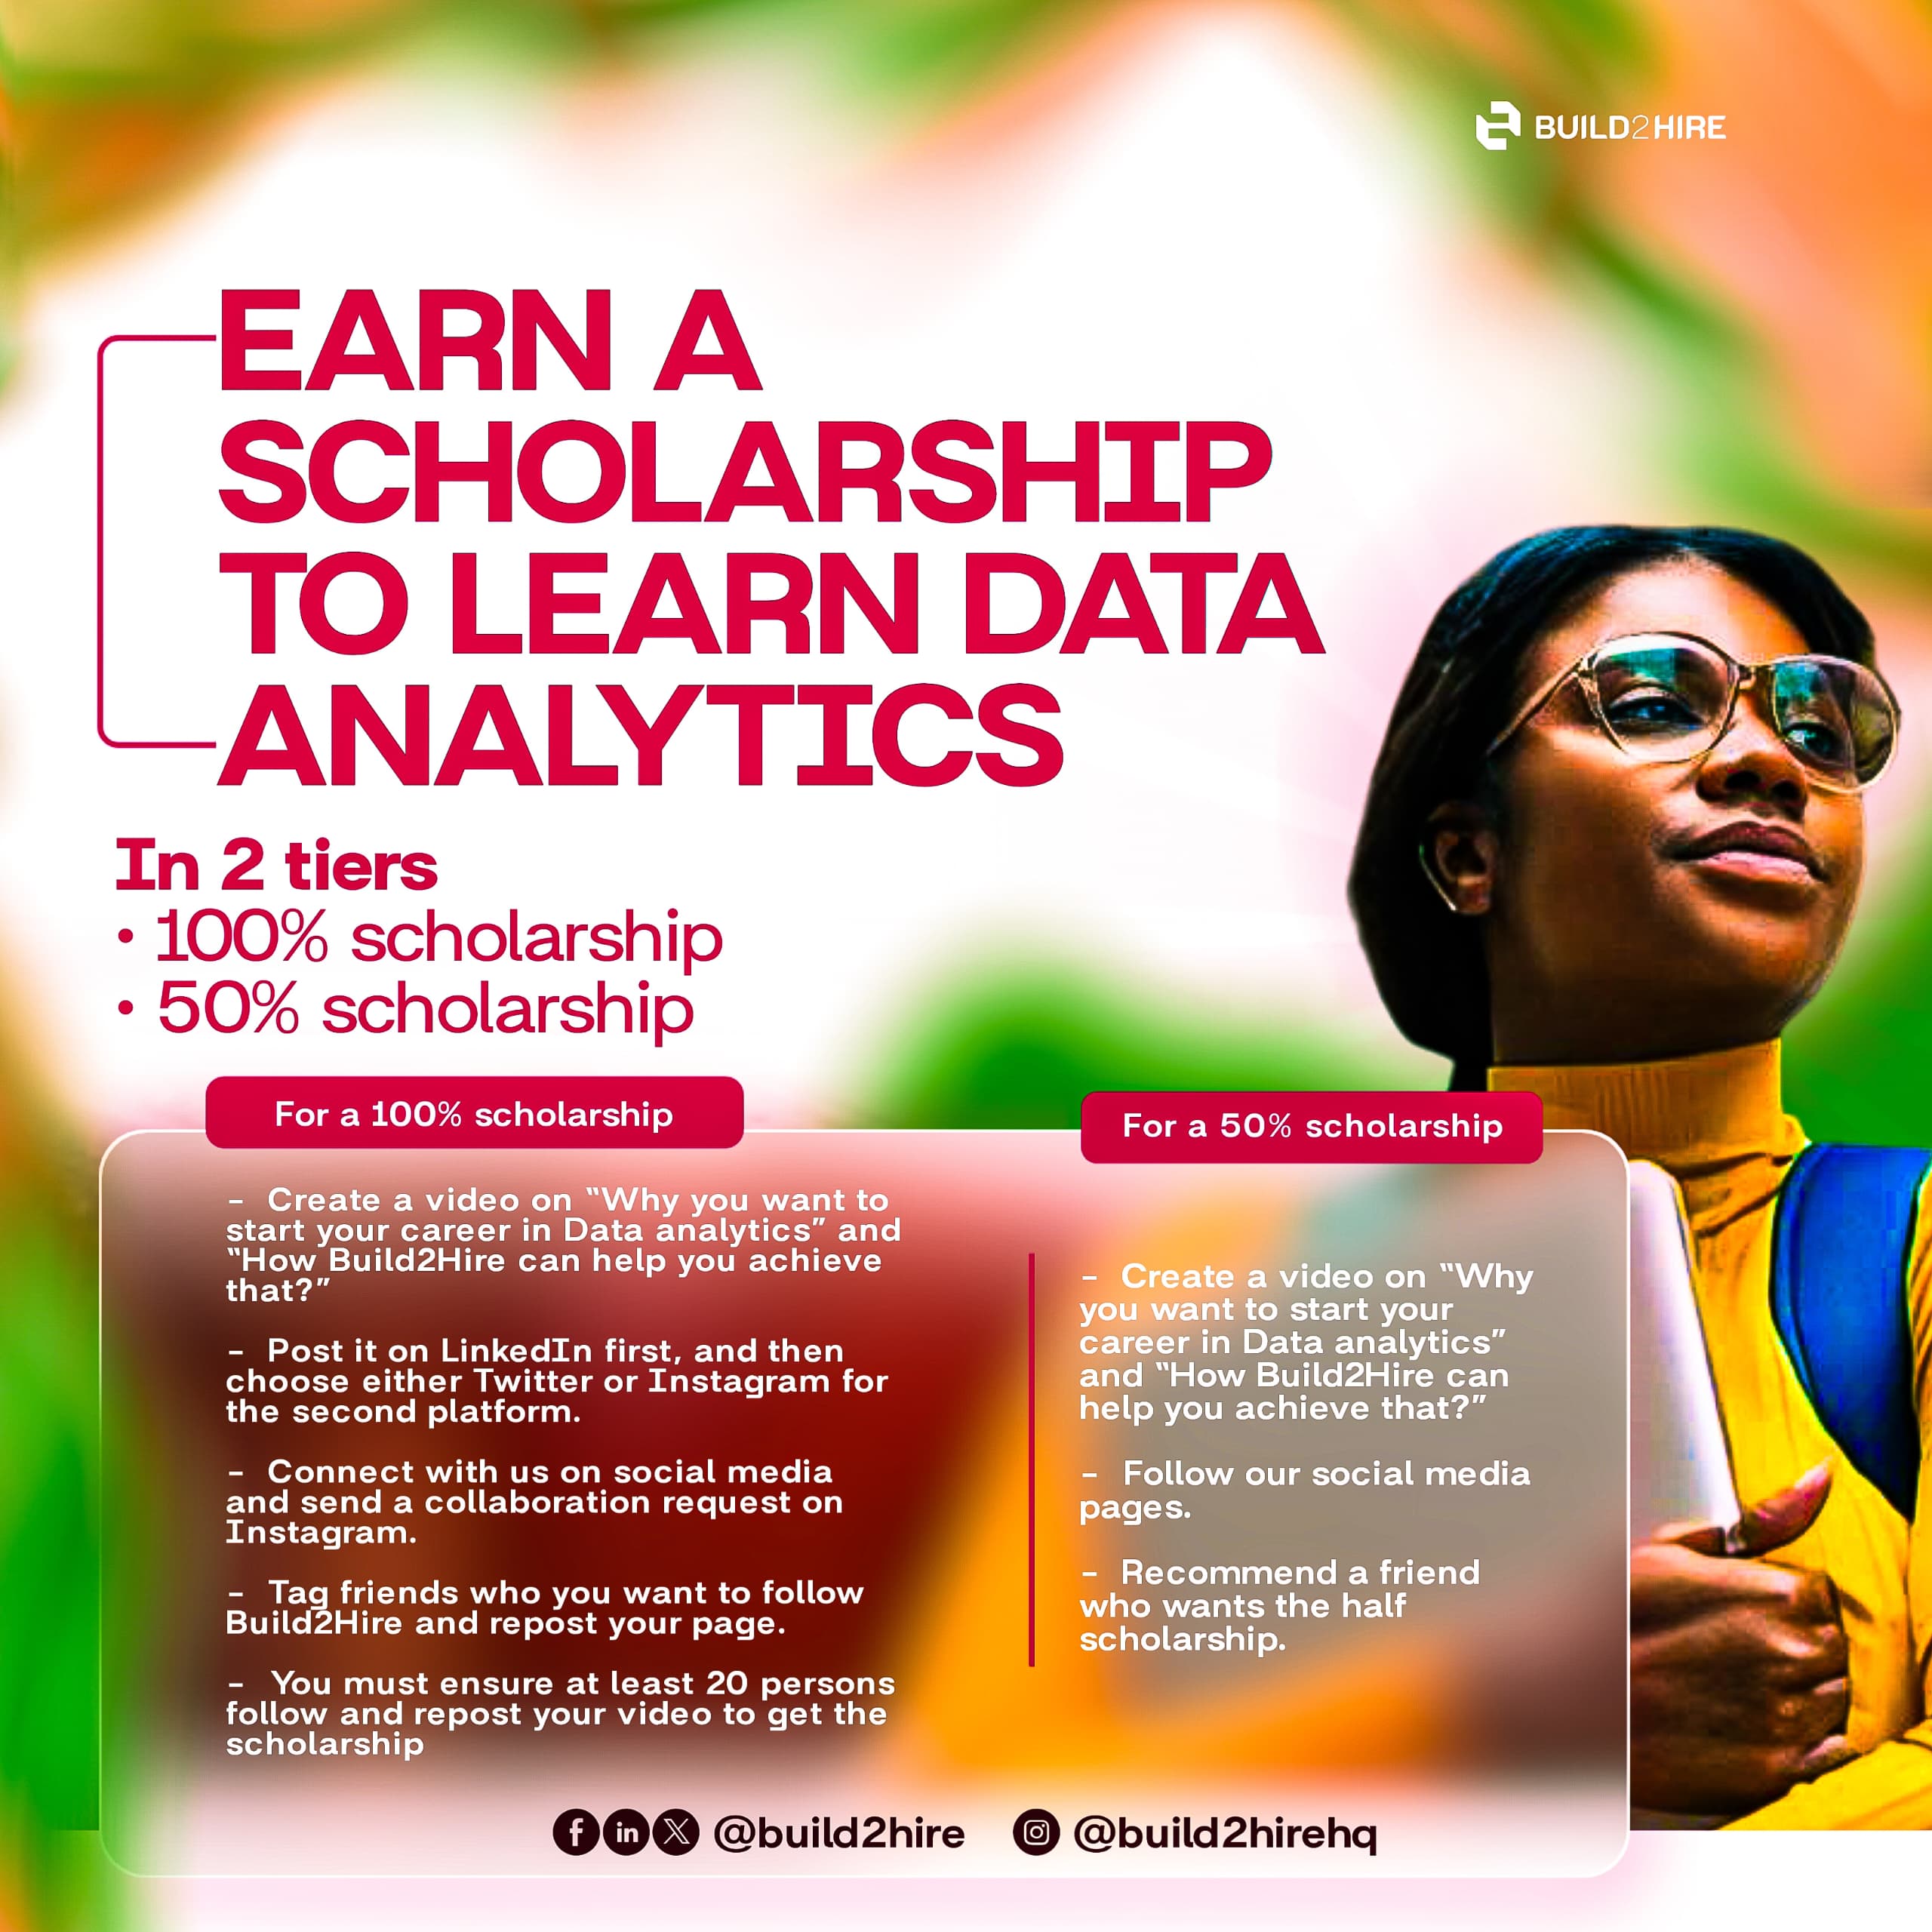 BUILD2HIRE
EARN A
SCHOLARSHIP
TO LEARN DATA
ANALYTICS
In 2 tiers
• 100% scholarship
• 50% scholarship
For a 100% scholarship
– Create a video on “Why you want to
start your career in Data analytics” and
“How Build2Hire can help you achieve
that?”
– Post it on LinkedIn first, and then
choose either Twitter or Instagram for
the second platform.
– Connect with us on social media
and send a collaboration request on
Instagram.
– Tag friends who you want to follow
Build2Hire and repost your page.
– You must ensure at least 20 persons
follow and repost your video to get the
scholarship
For a 50% scholarship
– Create a video on “Why
you want to start your
career in Data analytics”
and “How Build2Hire can
help you achieve that?”
– Follow our social media
pages.
– Recommend a friend
who wants the half
scholarship.
@build2hire @build2hirehq